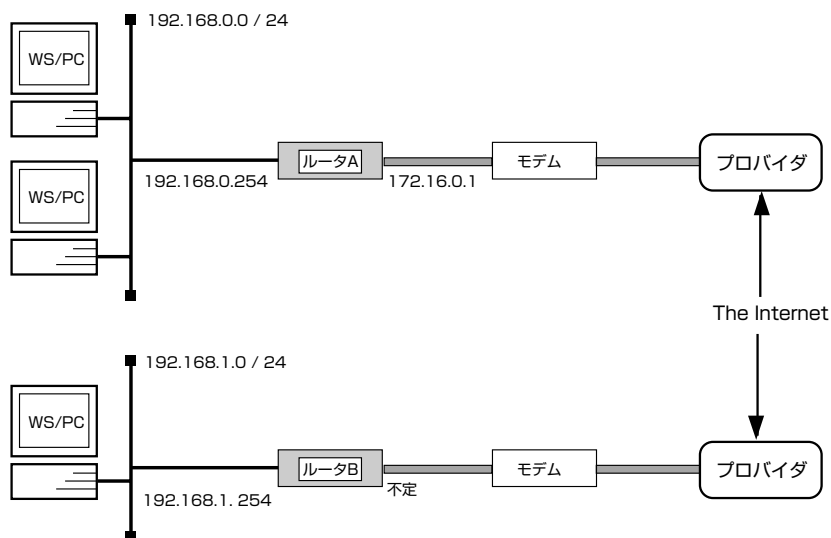 192.168.0.0 / 24
WS/PC
ルータA
モデム
プロバイダ
192.168.0.254
172.16.0.1
WS/PC
The Internet
192.168.1.0 / 24
WS/PC
ルータB
モデム
プロバイダ
192.168.1. 254
不定